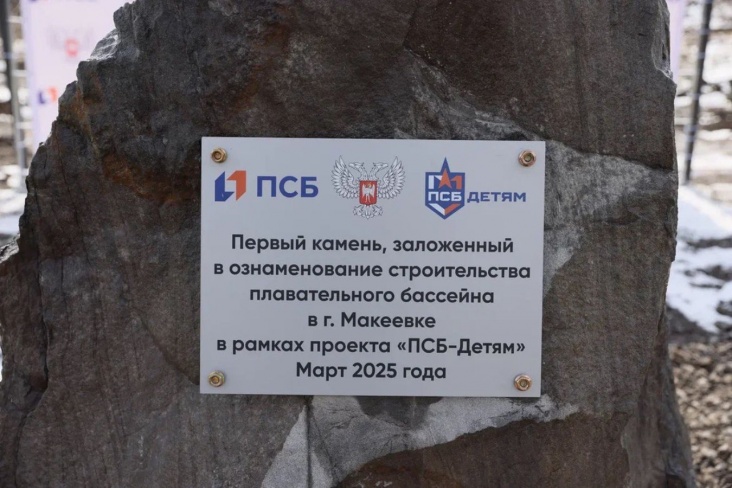 ПСБ
ПСБ ДЕТЯМ
Первый камень, заложенный
в ознаменование строительства
плавательного бассейна
в г. Макеевке
в рамках проекта «ПСБ-Детям»
Март 2025 года